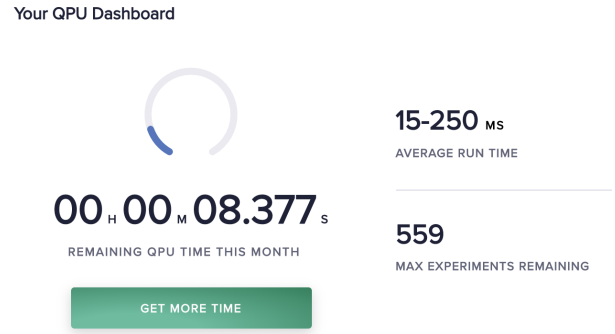 Your QPU Dashboard
00 H 00 M 08.377 S
REMAINING QPU TIME THIS MONTH
GET MORE TIME
15-250 MS
AVERAGE RUN TIME
559
MAX EXPERIMENTS REMAINING